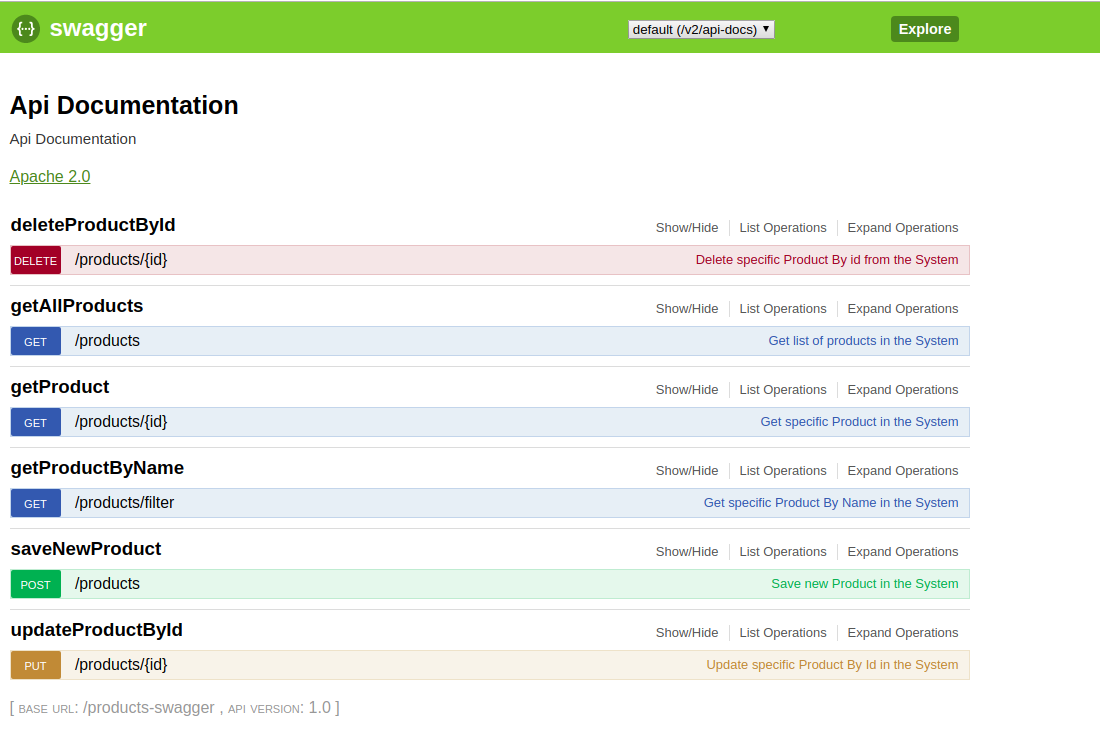 {··} swagger default (/v2/api-docs) ▼ Explore
Api Documentation
Api Documentation
Apache 2.0
deleteProductById Show/Hide List Operations Expand Operations
DELETE /products/{id} Delete specific Product By id from the System
getAllProducts Show/Hide List Operations Expand Operations
GET /products Get list of products in the System
getProduct Show/Hide List Operations Expand Operations
GET /products/{id} Get specific Product in the System
getProductByName Show/Hide List Operations Expand Operations
GET /products/filter Get specific Product By Name in the System
saveNewProduct Show/Hide List Operations Expand Operations
POST /products Save new Product in the System
updateProductById Show/Hide List Operations Expand Operations
PUT /products/{id} Update specific Product By Id in the System
[ BASE URL: /products-swagger , API VERSION: 1.0 ]